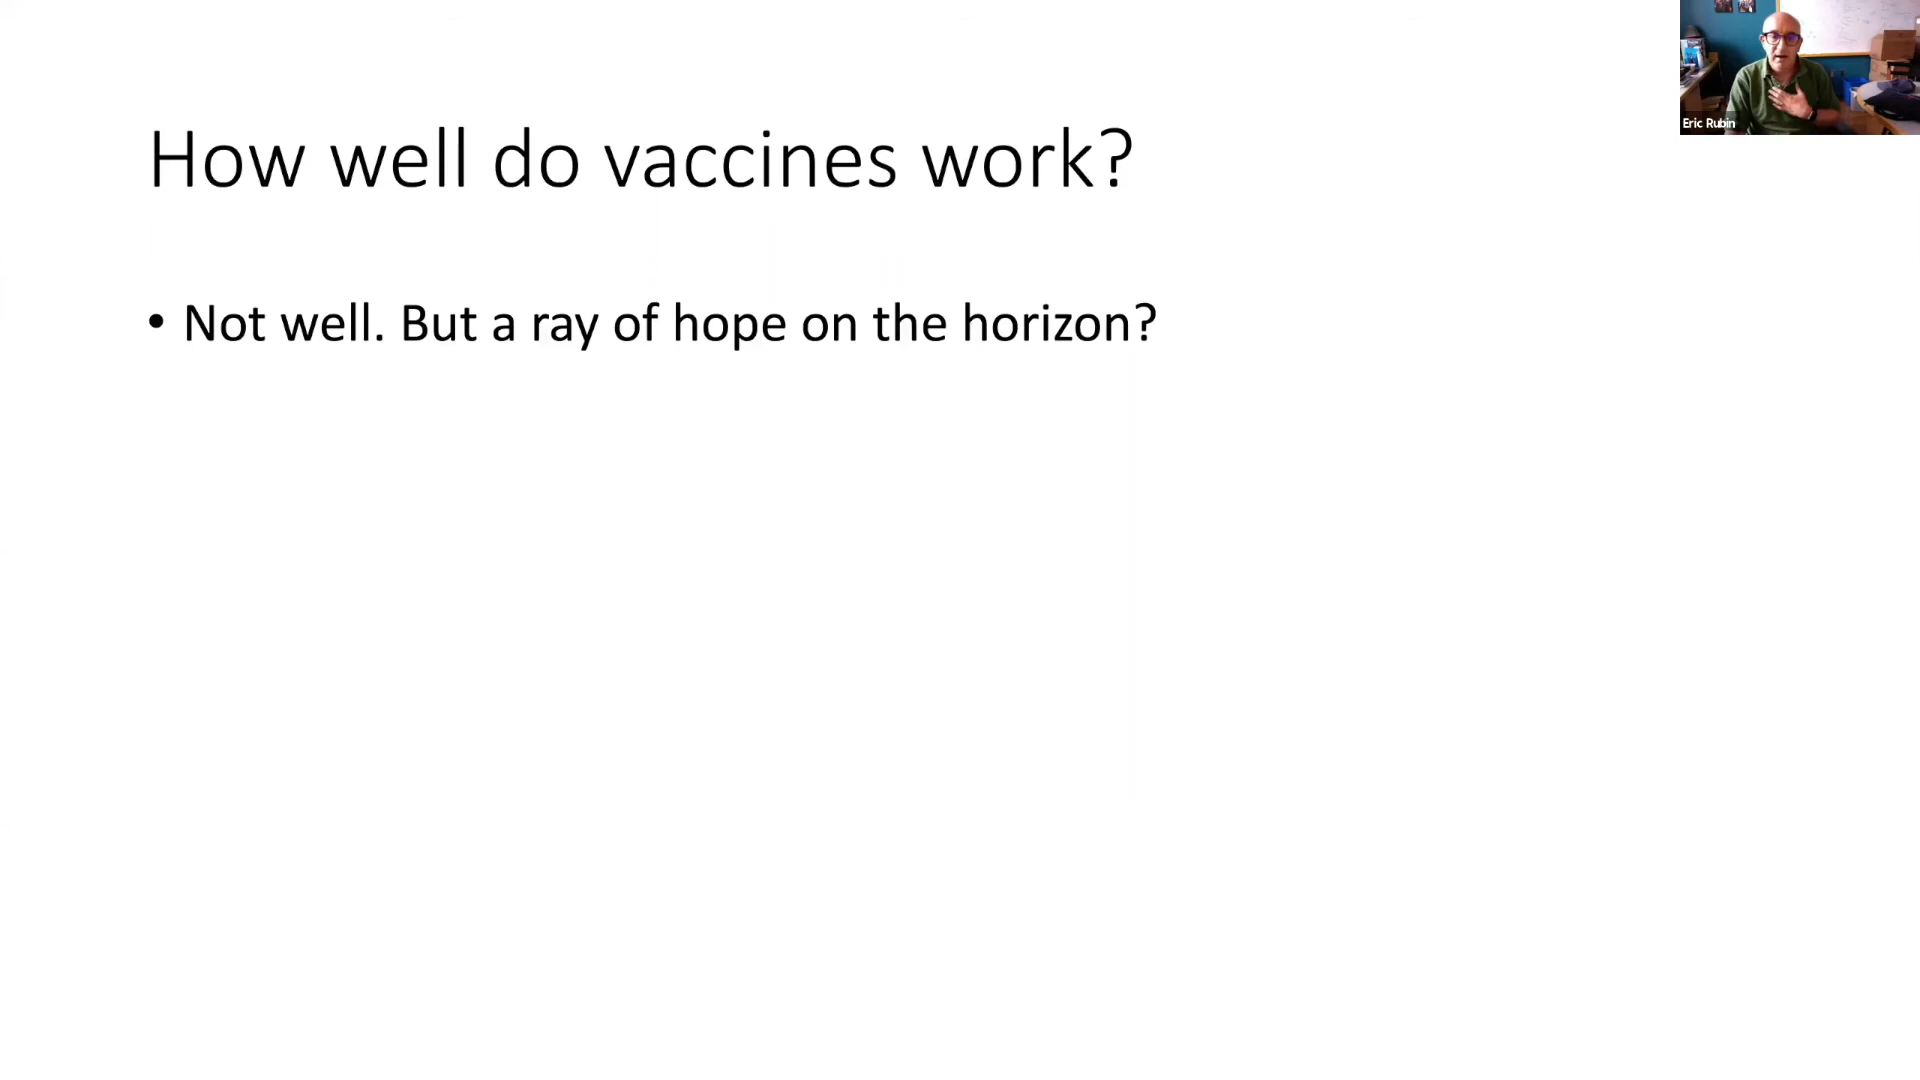 How well do vaccines work?
• Not well. But a ray of hope on the horizon?
Eric Rubin